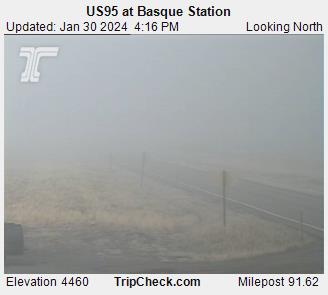 US95 at Basque Station
Updated: Jan 30 2024 4:16 PM Looking North
Elevation 4460 TripCheck.com Milepost 91.62